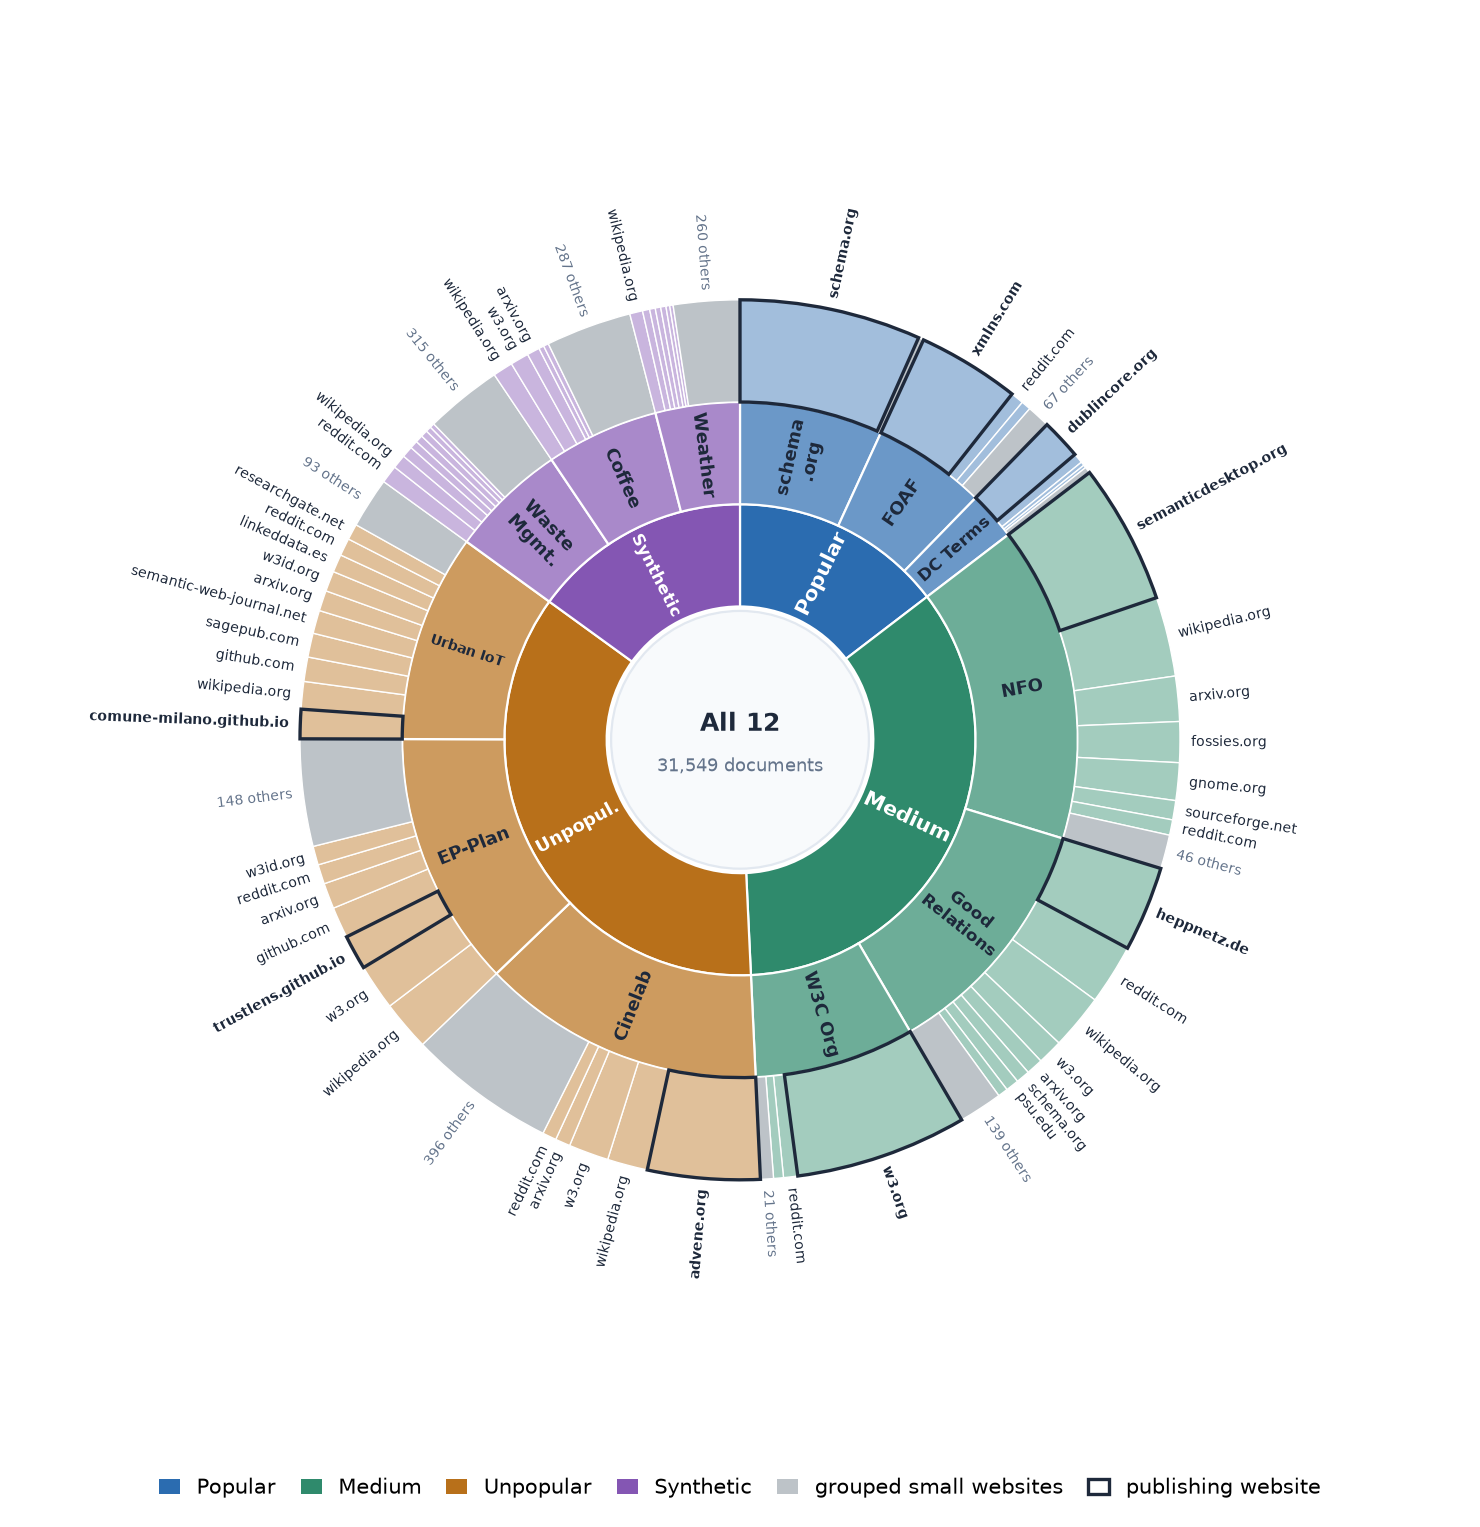 All 12
31,549 documents
Popular
Medium
Unpopul.
Synthetic
schema
.org
FOAF
DC Terms
NFO
Good
Relations
W3C Org
Cinelab
EP-Plan
Urban IoT
Waste
Mgmt.
Coffee
Weather
schema.org
xmlns.com
reddit.com
67 others
dublincore.org
semanticdesktop.org
wikipedia.org
arxiv.org
fossies.org
gnome.org
sourceforge.net
reddit.com
46 others
heppnetz.de
reddit.com
wikipedia.org
w3.org
arxiv.org
schema.org
psu.edu
139 others
w3.org
reddit.com
21 others
advene.org
wikipedia.org
w3.org
arxiv.org
reddit.com
396 others
wikipedia.org
w3.org
trustlens.github.io
github.com
arxiv.org
reddit.com
w3id.org
148 others
comune-milano.github.io
wikipedia.org
github.com
sagepub.com
semantic-web-journal.net
arxiv.org
w3id.org
linkeddata.es
reddit.com
researchgate.net
93 others
reddit.com
wikipedia.org
315 others
wikipedia.org
w3.org
arxiv.org
287 others
wikipedia.org
260 others
Popular
Medium
Unpopular
Synthetic
grouped small websites
publishing website